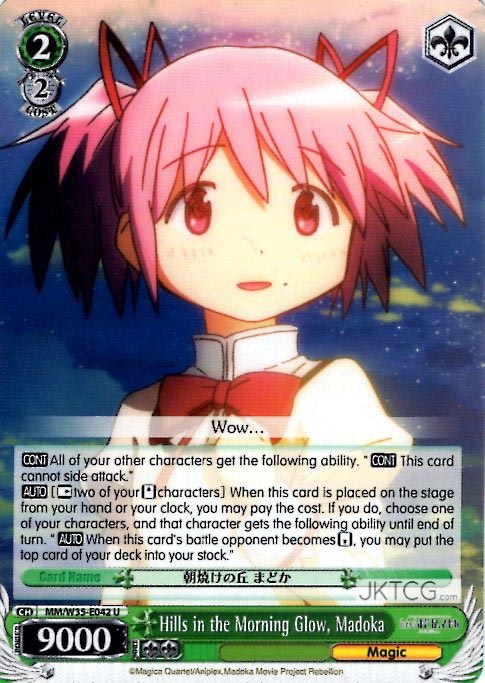 LEVEL
2
2
COST
Wow...
CONT All of your other characters get the following ability. " CONT This card
cannot side attack."
AUTO [two of your characters] When this card is placed on the stage
from your hand or your clock, you may pay the cost. If you do, choose one
of your characters, and that character gets the following ability until end of
turn. " AUTO When this card's battle opponent becomes, you may put the
top card of your deck into your stock."
Card Name
朝焼けの丘 まどか
JKTCG.com
CH MM/W35-E042 U
POWER
9000
Hills in the Morning Glow, Madoka
Magic
©Magica Quartet/Aniplex,Madoka Movie Project Rebellion